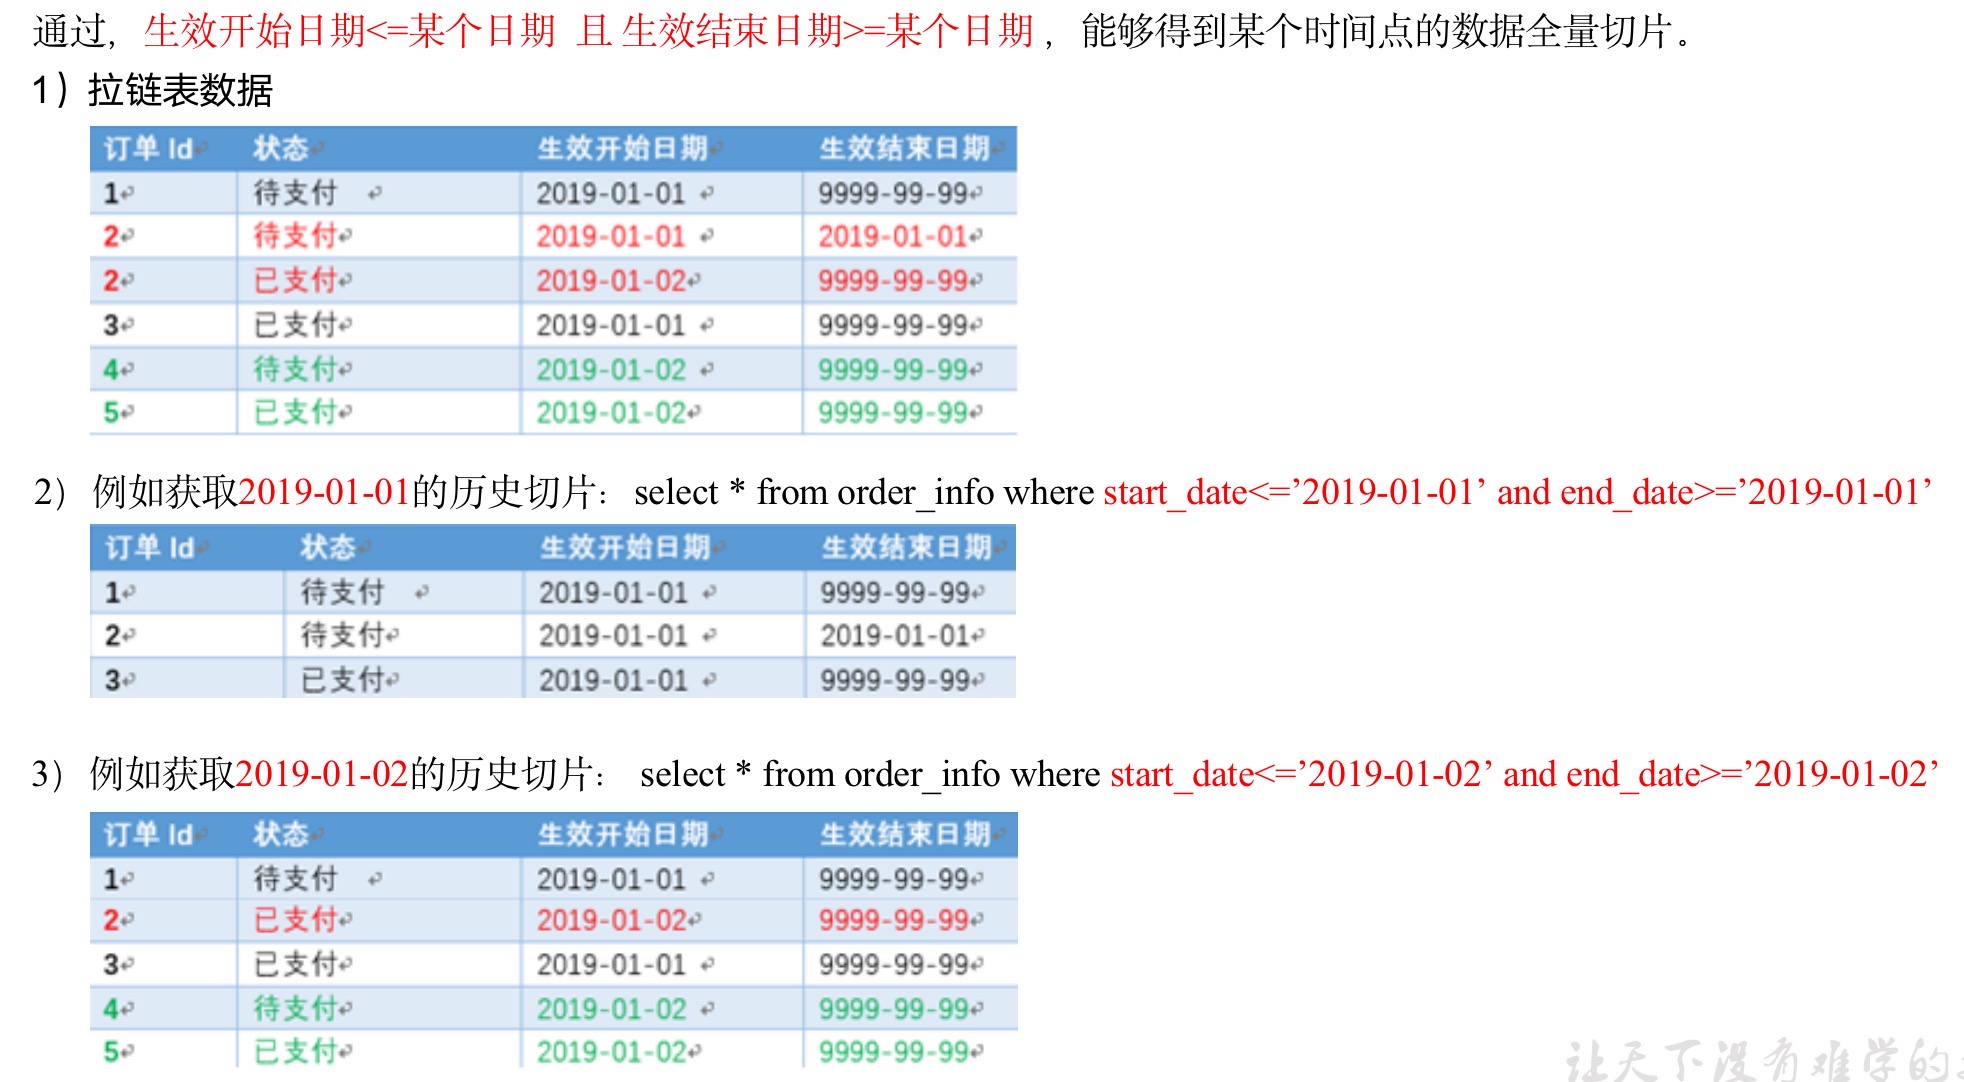 通过, 生效开始日期<=某个日期 且 生效结束日期>=某个日期 , 能够得到某个时间点的数据全量切片。
1) 拉链表数据
订单 Id 状态 生效开始日期 生效结束日期
1 待支付 2019-01-01 9999-99-99
2 待支付 2019-01-01 2019-01-01
2 已支付 2019-01-02 9999-99-99
3 已支付 2019-01-01 9999-99-99
4 待支付 2019-01-02 9999-99-99
5 已支付 2019-01-02 9999-99-99
2) 例如获取2019-01-01的历史切片: select * from order_info where start_date<=’2019-01-01’ and end_date>=’2019-01-01’
订单 Id 状态 生效开始日期 生效结束日期
1 待支付 2019-01-01 9999-99-99
2 待支付 2019-01-01 2019-01-01
3 已支付 2019-01-01 9999-99-99
3) 例如获取2019-01-02的历史切片: select * from order_info where start_date<=’2019-01-02’ and end_date>=’2019-01-02’
订单 Id 状态 生效开始日期 生效结束日期
1 待支付 2019-01-01 9999-99-99
2 已支付 2019-01-02 9999-99-99
3 已支付 2019-01-01 9999-99-99
4 待支付 2019-01-02 9999-99-99
5 已支付 2019-01-02 9999-99-99
让天下没有难学的